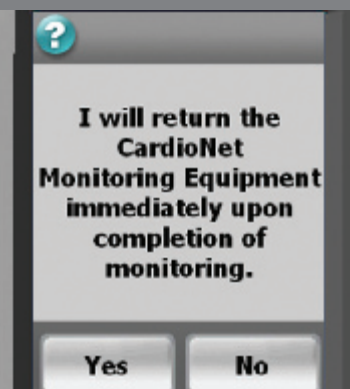 ?
I will return the
CardioNet
Monitoring Equipment
immediately upon
completion of
monitoring.
Yes No